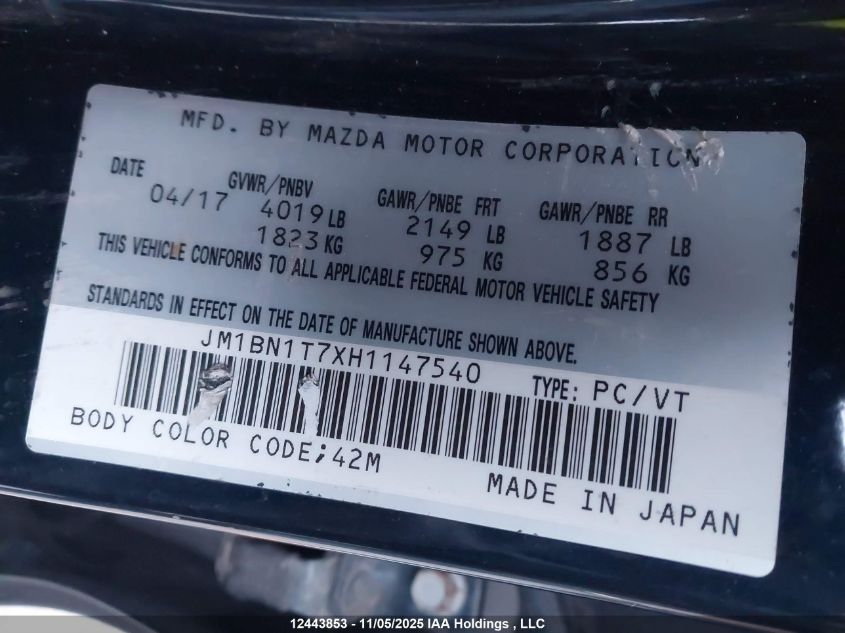 MFD. BY MAZDA MOTOR CORPORATION
DATE GVWR/PNBV GAWR/PNBE FRT GAWR/PNBE RR
04/17 4019 LB 2149 LB 1887 LB
1823 KG 975 KG 856 KG
THIS VEHICLE CONFORMS TO ALL APPLICABLE FEDERAL MOTOR VEHICLE SAFETY
STANDARDS IN EFFECT ON THE DATE OF MANUFACTURE SHOWN ABOVE.
JM1BN1T7XH1147540 TYPE: PC/VT
BODY COLOR CODE;42M
MADE IN JAPAN
12443853 - 11/05/2025 IAA Holdings , LLC